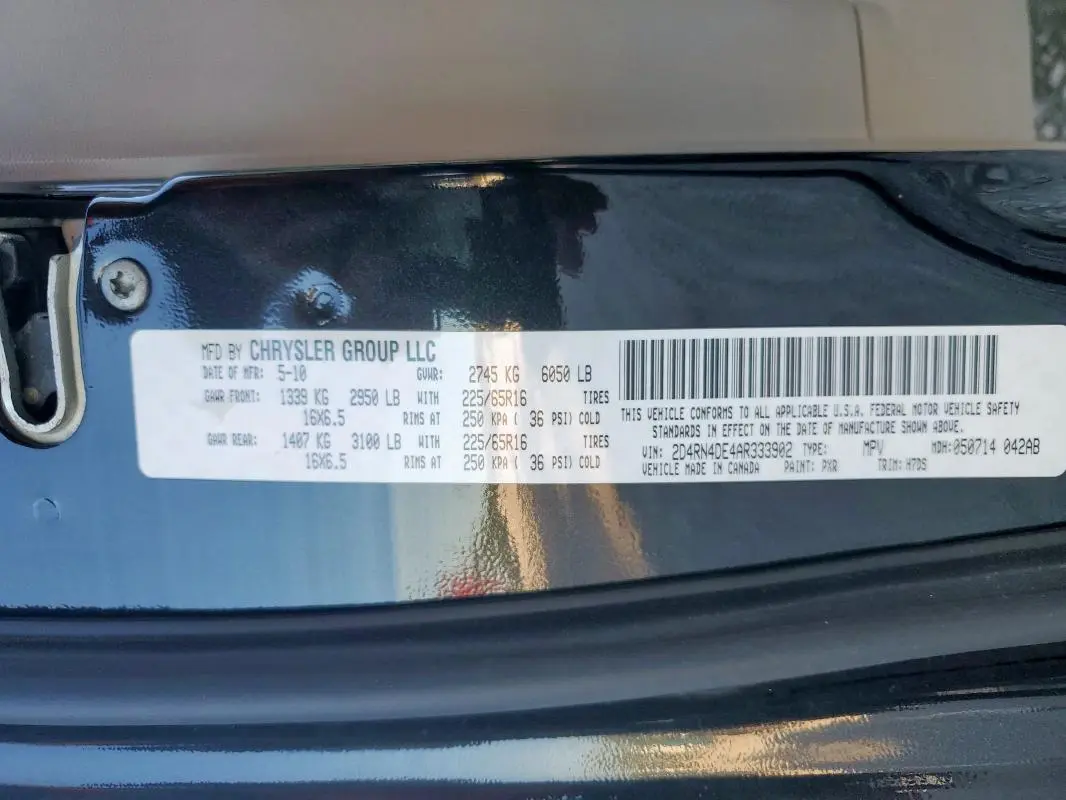 MFD BY CHRYSLER GROUP LLC
DATE OF MFR: 5-10 GVWR: 2745 KG 6050 LB
GAWR FRONT: 1339 KG 2950 LB WITH 225/65R16 TIRES
16X6.5 RIMS AT 250 KPA ( 36 PSI) COLD
GAWR REAR: 1407 KG 3100 LB WITH 225/65R16 TIRES
16X6.5 RIMS AT 250 KPA ( 36 PSI) COLD
THIS VEHICLE CONFORMS TO ALL APPLICABLE U.S.A. FEDERAL MOTOR VEHICLE SAFETY
STANDARDS IN EFFECT ON THE DATE OF MANUFACTURE SHOWN ABOVE.
VIN: 2D4RN4DE4AR333902 TYPE: MPV MDH:050714 042AB
VEHICLE MADE IN CANADA PAINT: PXR TRIM: H7DS